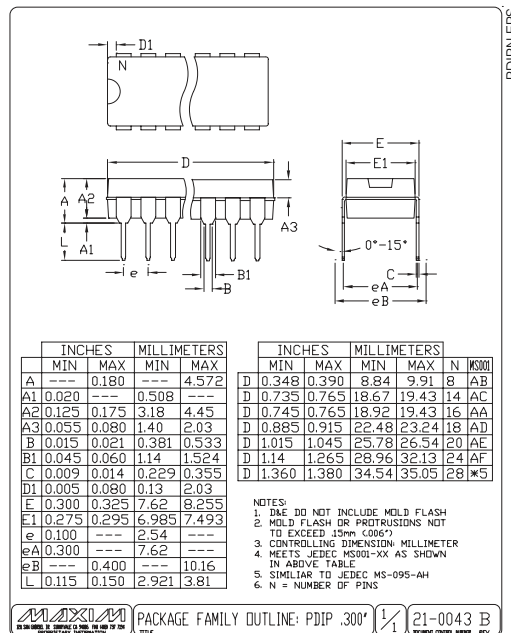 PDIPN.EPS
D1
N
D
A
A2
L
A1
A3
e
B1
B
E
E1
0°-15°
C
eA
eB
INCHES MILLIMETERS
MIN MAX MIN MAX
A --- 0.180 --- 4.572
A1 0.020 --- 0.508 ---
A2 0.125 0.175 3.18 4.45
A3 0.055 0.080 1.40 2.03
B 0.015 0.021 0.381 0.533
B1 0.045 0.060 1.14 1.524
C 0.009 0.014 0.229 0.355
D1 0.005 0.080 0.13 2.03
E 0.300 0.325 7.62 8.255
E1 0.275 0.295 6.985 7.493
e 0.100 --- 2.54 ---
eA 0.300 --- 7.62 ---
eB --- 0.400 --- 10.16
L 0.115 0.150 2.921 3.81
INCHES MILLIMETERS
MIN MAX MIN MAX N MS001
D 0.348 0.390 8.84 9.91 8 AB
D 0.735 0.765 18.67 19.43 14 AC
D 0.745 0.765 18.92 19.43 16 AA
D 0.885 0.915 22.48 23.24 18 AD
D 1.015 1.045 25.78 26.54 20 AE
D 1.14 1.265 28.96 32.13 24 AF
D 1.360 1.380 34.54 35.05 28 *5
NOTES:
1. D&E DO NOT INCLUDE MOLD FLASH
2. MOLD FLASH OR PROTRUSIONS NOT
TO EXCEED .15mm (.006")
3. CONTROLLING DIMENSION: MILLIMETER
4. MEETS JEDEC MS001-XX AS SHOWN
IN ABOVE TABLE
5. SIMILIAR TO JEDEC MS-095-AH
6. N = NUMBER OF PINS
MAXIM
PROPRIETARY INFORMATION
PACKAGE FAMILY OUTLINE: PDIP .300"
TITLE
1/1
21-0043 B
DOCUMENT CONTROL NUMBER REV